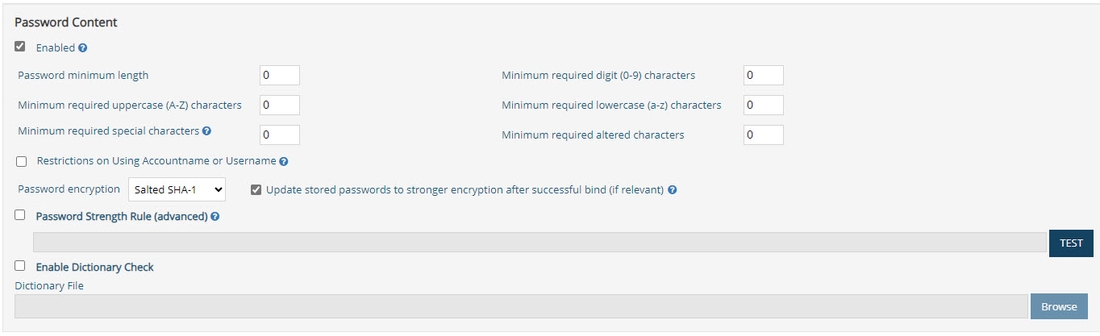 Password Content
Enabled
Password minimum length 0 Minimum required digit (0-9) characters 0
Minimum required uppercase (A-Z) characters 0 Minimum required lowercase (a-z) characters 0
Minimum required special characters 0 Minimum required altered characters 0
Restrictions on Using Accountname or Username
Password encryption Salted SHA-1 Update stored passwords to stronger encryption after successful bind (if relevant)
Password Strength Rule (advanced)
TEST
Enable Dictionary Check
Dictionary File
Browse